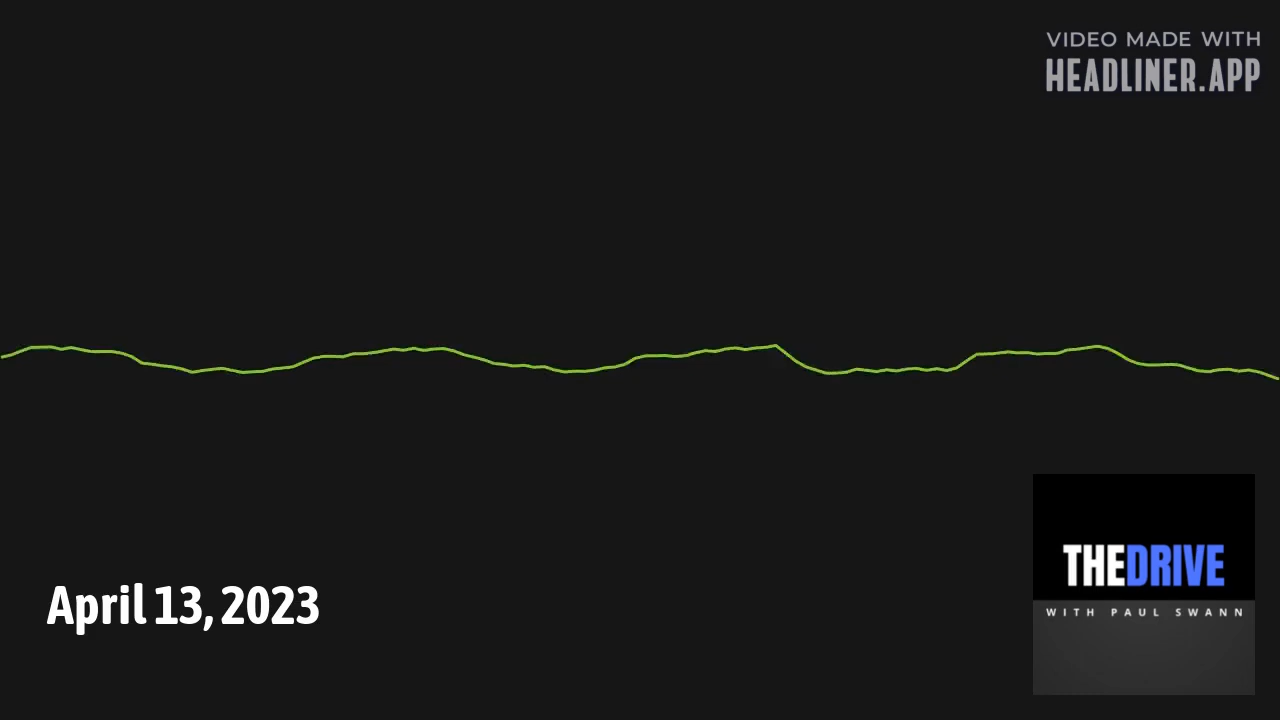 VIDEO MADE WITH
HEADLINER.APP
April 13, 2023
THEDRIVE
WITH PAUL SWANN